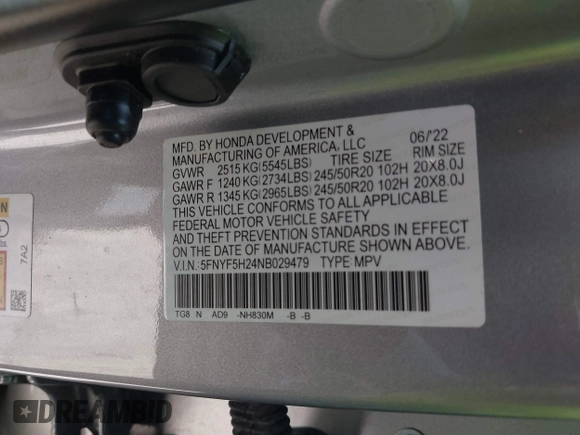 MFD. BY HONDA DEVELOPMENT & 06/'22
MANUFACTURING OF AMERICA, LLC
GVWR 2515 KG(5545LBS) TIRE SIZE RIM SIZE
GAWR F 1240 KG(2734LBS) 245/50R20 102H 20X8.0J
GAWR R 1345 KG(2965LBS) 245/50R20 102H 20X8.0J
THIS VEHICLE CONFORMS TO ALL APPLICABLE
FEDERAL MOTOR VEHICLE SAFETY
AND THEFT PREVENTION STANDARDS IN EFFECT
ON THE DATE OF MANUFACTURE SHOWN ABOVE.
V.I.N.: 5FNYF5H24NB029479 TYPE: MPV
TG8 N AD9 -NH830M -B -B
7A2
DREAMBID